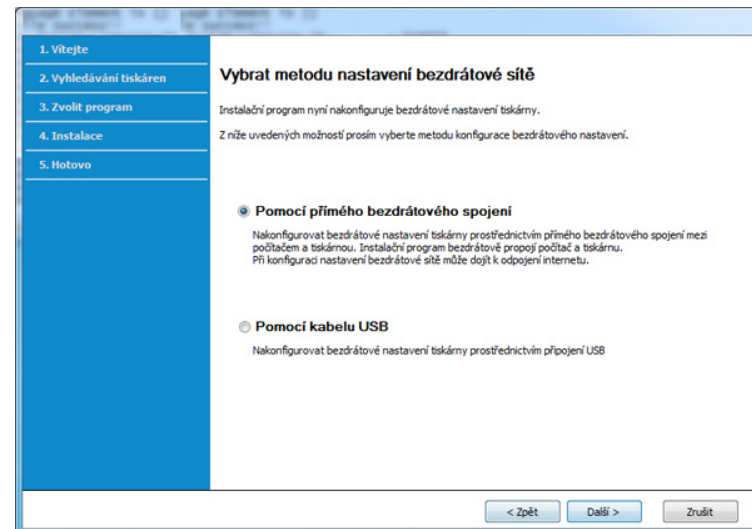 1. Vítejte
2. Vyhledávání tiskáren
3. Zvolit program
4. Instalace
5. Hotovo
Vybrat metodu nastavení bezdrátové sítě
Instalační program nyní nakonfiguruje bezdrátové nastavení tiskárny.
Z níže uvedených možností prosím vyberte metodu konfigurace bezdrátového nastavení.
Pomocí přímého bezdrátového spojení
Nakonfigurovat bezdrátové nastavení tiskárny prostřednictvím přímého bezdrátového spojení mezi
počítačem a tiskárnou. Instalační program bezdrátově propojí počítač a tiskárnu.
Při konfiguraci nastavení bezdrátové sítě může dojít k odpojení internetu.
Pomocí kabelu USB
Nakonfigurovat bezdrátové nastavení tiskárny prostřednictvím připojení USB
< Zpět
Další >
Zrušit